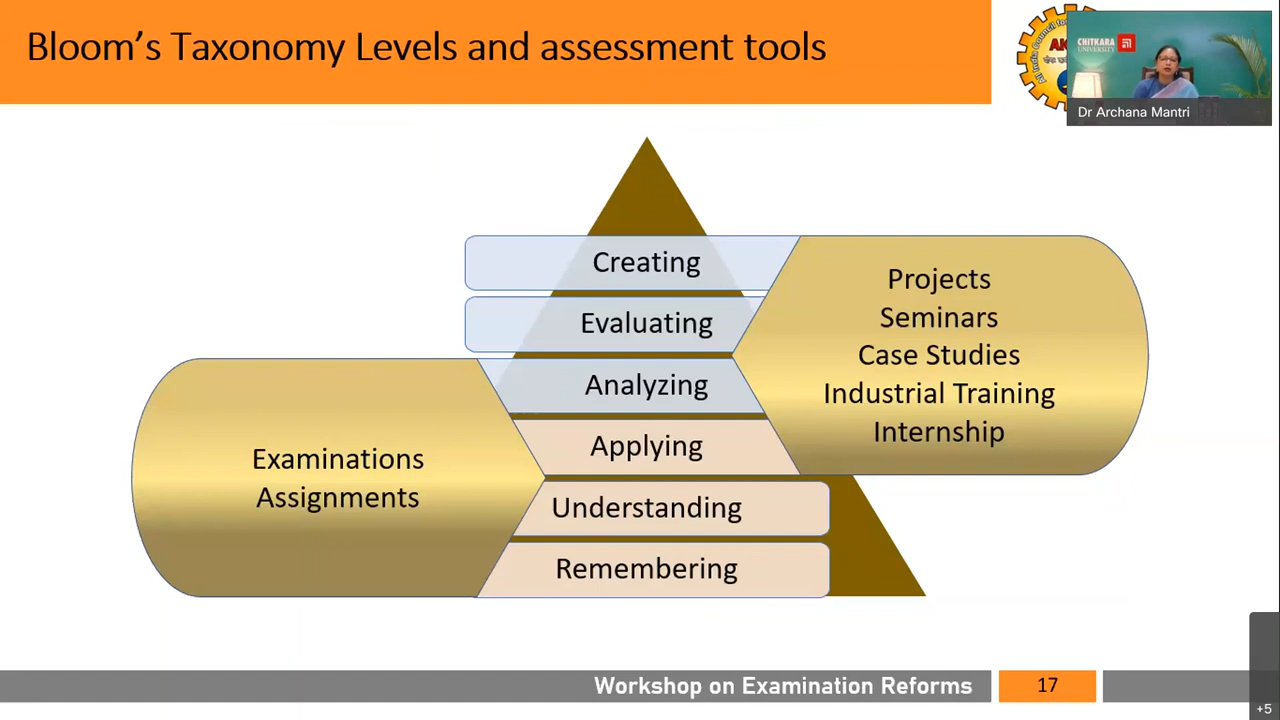 Bloom’s Taxonomy Levels and assessment tools
CHITKARA
UNIVERSITY
Dr Archana Mantri
Creating
Evaluating
Analyzing
Applying
Understanding
Remembering
Projects
Seminars
Case Studies
Industrial Training
Internship
Examinations
Assignments
Workshop on Examination Reforms
17
+5